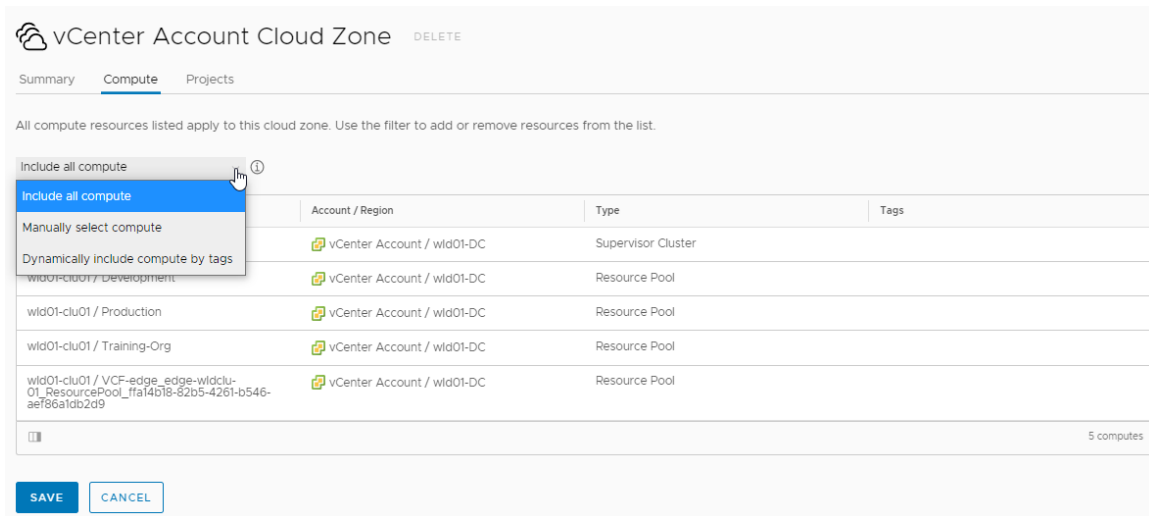 vCenter Account Cloud Zone DELETE
Summary Compute Projects
All compute resources listed apply to this cloud zone. Use the filter to add or remove resources from the list.
Include all compute
Include all compute
Manually select compute
Dynamically include compute by tags
Account / Region Type Tags
vCenter Account / wld01-DC Supervisor Cluster
wld01-clu01 / Development vCenter Account / wld01-DC Resource Pool
wld01-clu01 / Production vCenter Account / wld01-DC Resource Pool
wld01-clu01 / Training-Org vCenter Account / wld01-DC Resource Pool
wld01-clu01 / VCF-edge_edge-wldclu- vCenter Account / wld01-DC Resource Pool
01_ResourcePool_ffa14b18-82b5-4261-b546-
aef86a1db2d9
5 computes
SAVE CANCEL